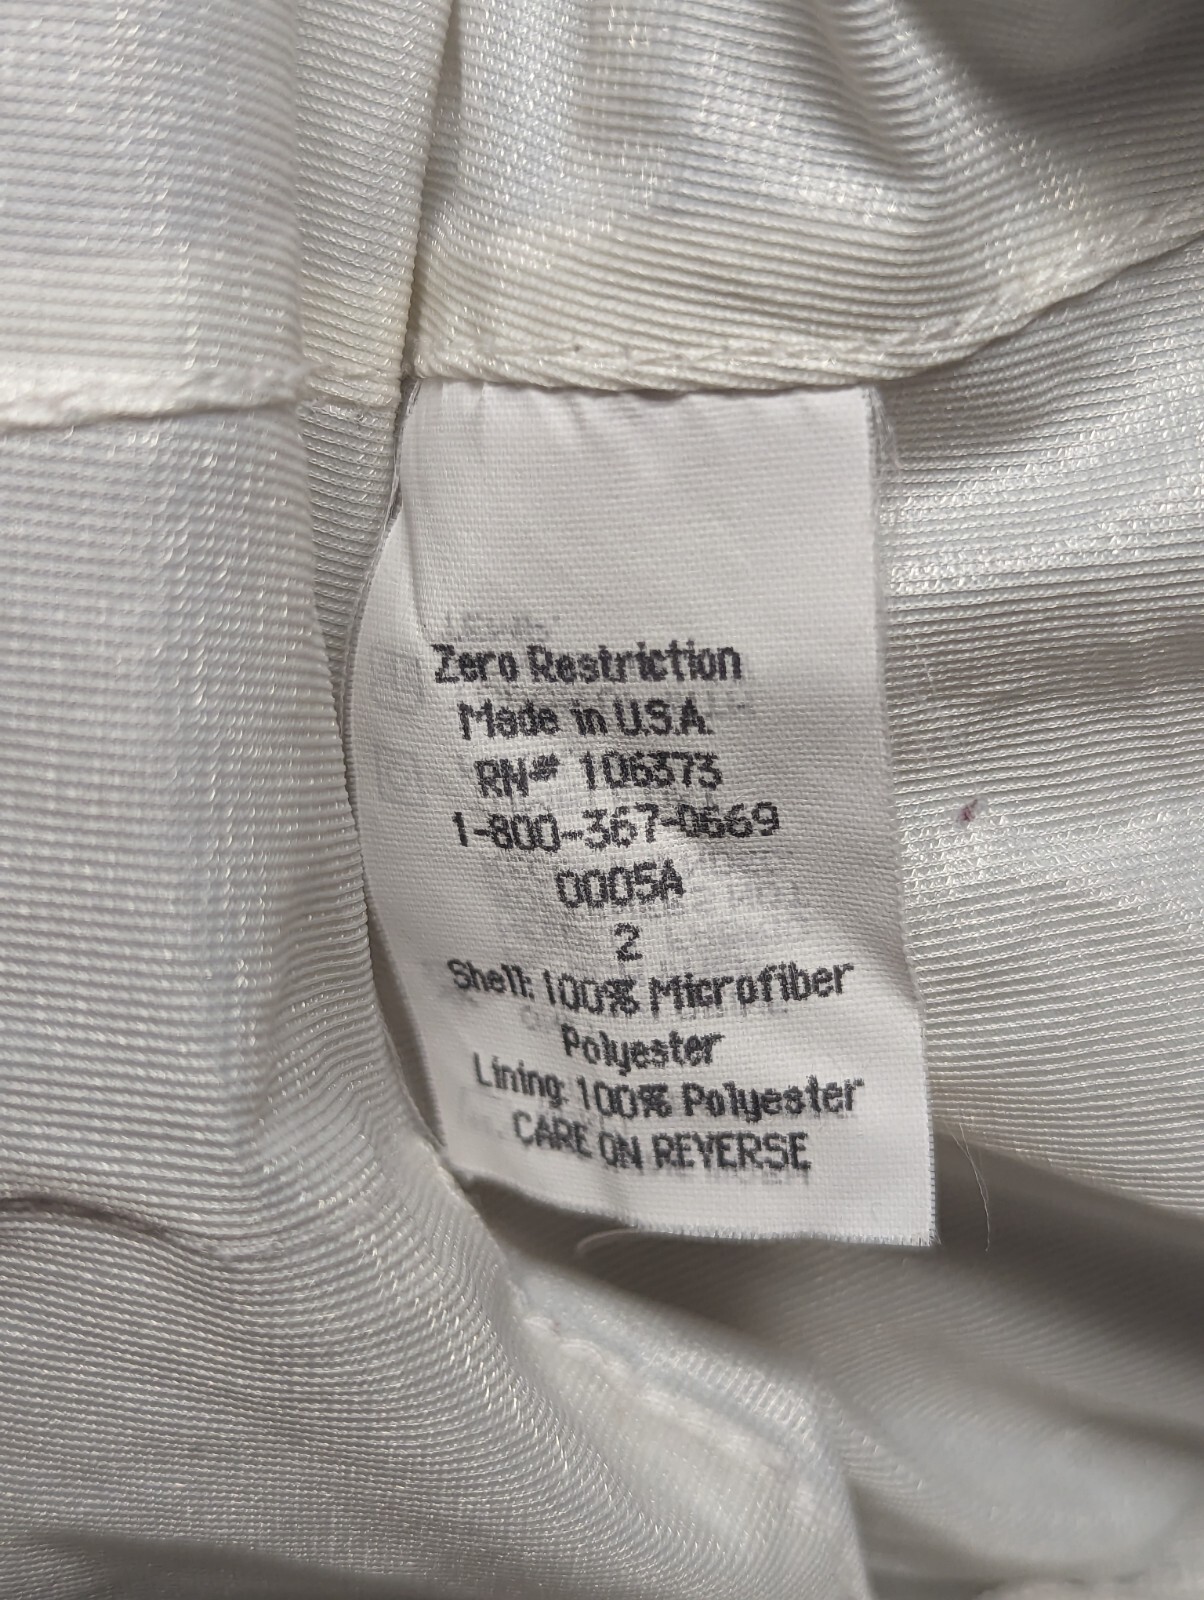 Zero Restriction
Made in U.S.A.
RN# 106373
1-800-367-0669
0005A
2
Shell: 100% Microfiber
Polyester
Lining: 100% Polyester
CARE ON REVERSE